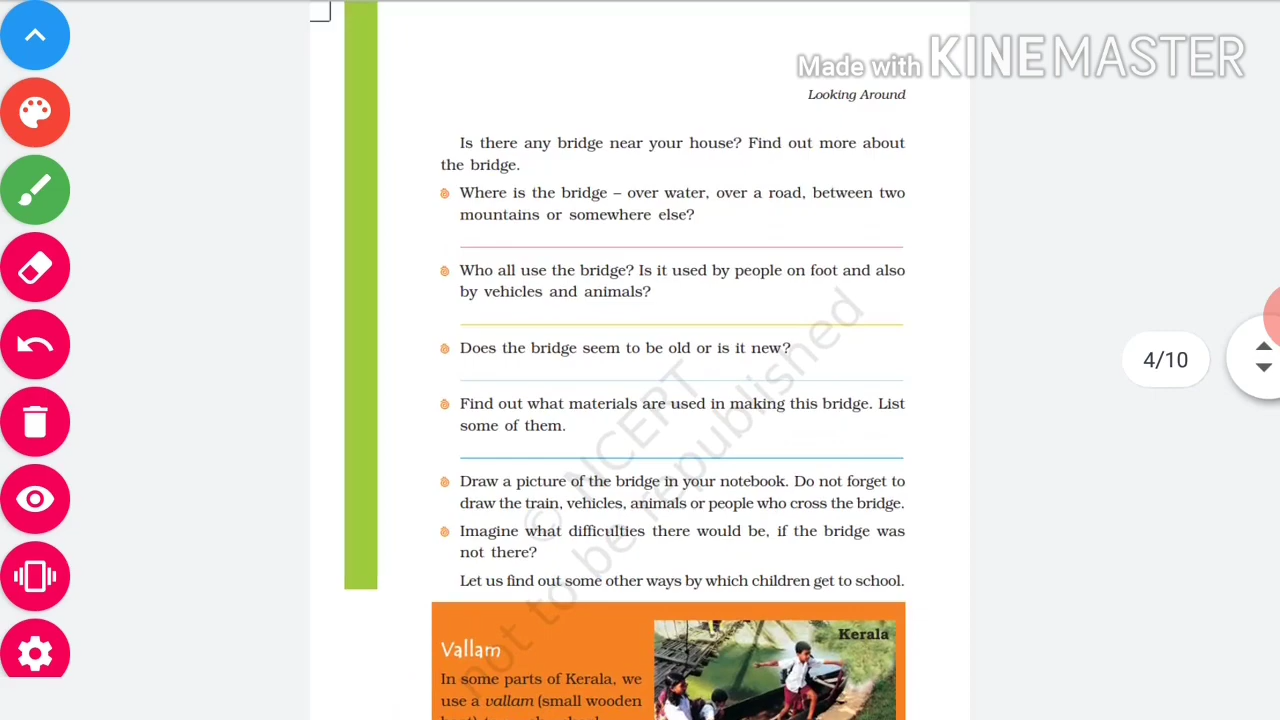 Made with KINEMASTER
Looking Around
Is there any bridge near your house? Find out more about
the bridge.
Where is the bridge – over water, over a road, between two
mountains or somewhere else?
Who all use the bridge? Is it used by people on foot and also
by vehicles and animals?
Does the bridge seem to be old or is it new?
Find out what materials are used in making this bridge. List
some of them.
Draw a picture of the bridge in your notebook. Do not forget to
draw the train, vehicles, animals or people who cross the bridge.
Imagine what difficulties there would be, if the bridge was
not there?
Let us find out some other ways by which children get to school.
© NCERT
not to be republished
4/10
Kerala
Vallam
In some parts of Kerala, we
use a vallam (small wooden